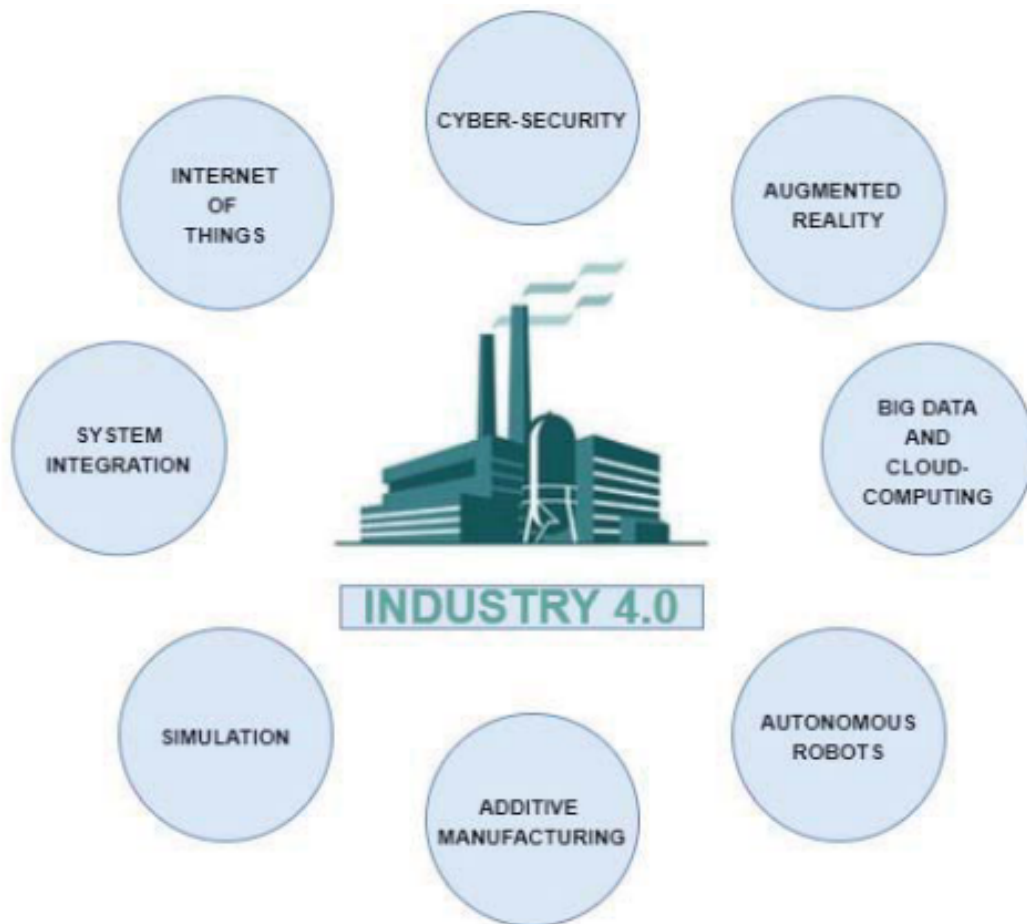 CYBER-SECURITY
INTERNET
OF
THINGS
AUGMENTED
REALITY
SYSTEM
INTEGRATION
BIG DATA
AND
CLOUD-
COMPUTING
INDUSTRY 4.0
SIMULATION
AUTONOMOUS
ROBOTS
ADDITIVE
MANUFACTURING